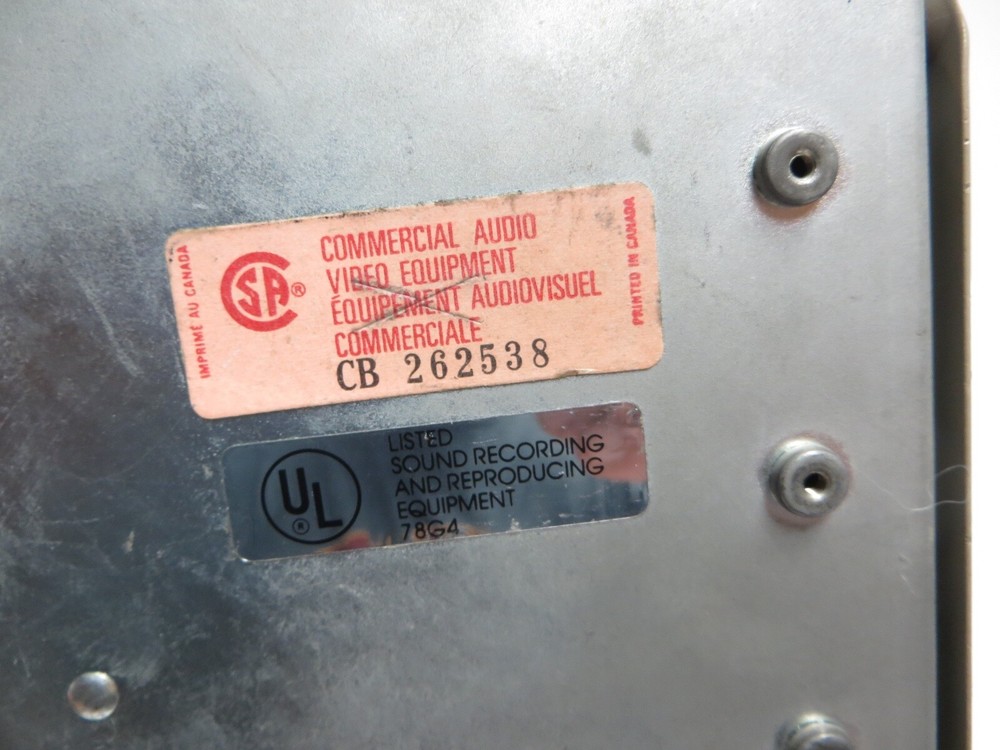 IMPRIMÉ AU CANADA
CSA®
COMMERCIAL AUDIO
VIDEO EQUIPMENT
ÉQUIPEMENT AUDIOVISUEL
COMMERCIALE
CB 262538
PRINTED IN CANADA
UL®
LISTED
SOUND RECORDING
AND REPRODUCING
EQUIPMENT
78G4